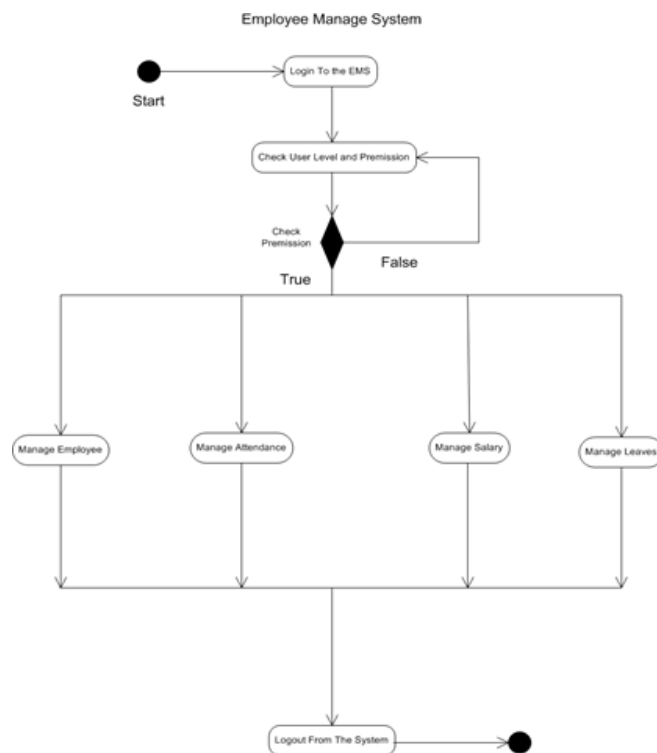 Employee Manage System
Login To the EMS
Start
Check User Level and Premission
Check
Premission
False
True
Manage Employee
Manage Attendance
Manage Salary
Manage Leaves
Logout From The System